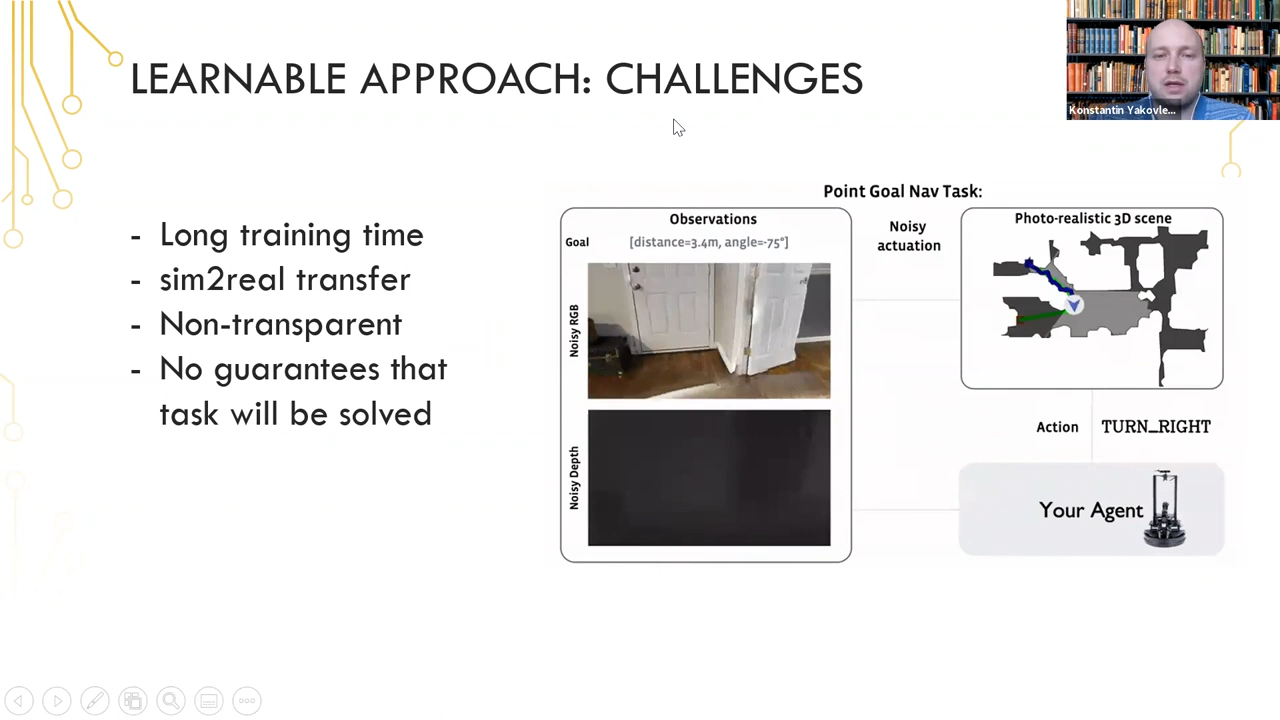 LEARNABLE APPROACH: CHALLENGES
Konstantin Yakovle...
- Long training time
- sim2real transfer
- Non-transparent
- No guarantees that
task will be solved
Point Goal Nav Task:
Observations
Goal
[distance=3.4m, angle=-75°]
Noisy RGB
Noisy Depth
Noisy
actuation
Photo-realistic 3D scene
Action
TURN_RIGHT
Your Agent